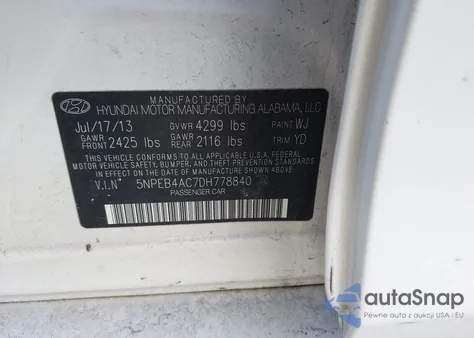 MANUFACTURED BY
HYUNDAI MOTOR MANUFACTURING ALABAMA, LLC
Jul/17/13 GVWR 4299 lbs PAINT WJ
GAWR FRONT 2425 lbs GAWR REAR 2116 lbs TRIM YD
THIS VEHICLE CONFORMS TO ALL APPLICABLE U.S.A. FEDERAL
MOTOR VEHICLE SAFETY, BUMPER, AND THEFT PREVENTION
STANDARDS IN EFFECT ON THE DATE OF MANUFACTURE SHOWN ABOVE.
V.I.N* 5NPEB4AC7DH778840
PASSENGER CAR
autoSnap
Pewne auta z aukcji USA i EU